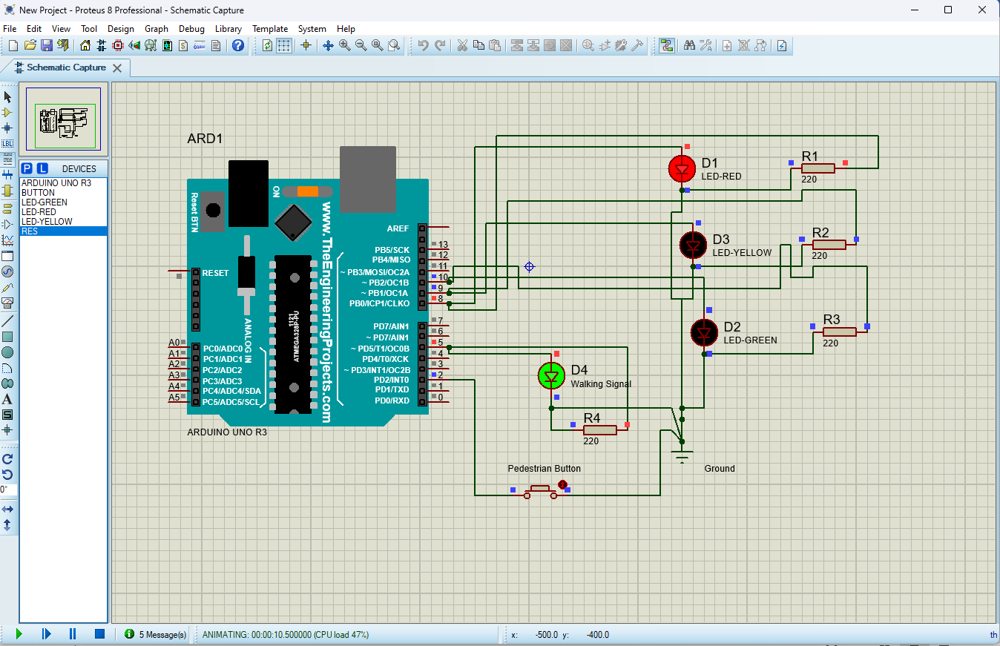 New Project - Proteus 8 Professional - Schematic Capture
File Edit View Tool Design Graph Debug Library Template System Help
Schematic Capture
P L DEVICES
ARDUINO UNO R3
BUTTON
LED-GREEN
LED-RED
LED-YELLOW
RES
LBL
A
S
0°
ARD1
Reset BTN
ON
www.TheEngineeringProjects.com
RESET
ANALOG IN
1121
ATMEGA328P-PU
AREF
PB5/SCK 13
PB4/MISO 12
~ PB3/MOSI/OC2A 11
~ PB2/OC1B 10
~ PB1/OC1A 9
PB0/ICP1/CLKO 8
PD7/AIN1 7
~ PD7/AIN1 6
~ PD5/T1/OC0B 5
PD4/T0/XCK 4
~ PD3/INT1/OC2B 3
PD2/INT0 2
PD1/TXD 1
PD0/RXD 0
A0 PC0/ADC0
A1 PC1/ADC1
A2 PC2/ADC2
A3 PC3/ADC3
A4 PC4/ADC4/SDA
A5 PC5/ADC5/SCL
ARDUINO UNO R3
D1
LED-RED
R1
220
D3
LED-YELLOW
R2
220
D2
LED-GREEN
R3
220
D4
Walking Signal
R4
220
Pedestrian Button
Ground
5 Message(s)
ANIMATING: 00:00:10.500000 (CPU load 47%)
x: -500.0 y: -400.0
th